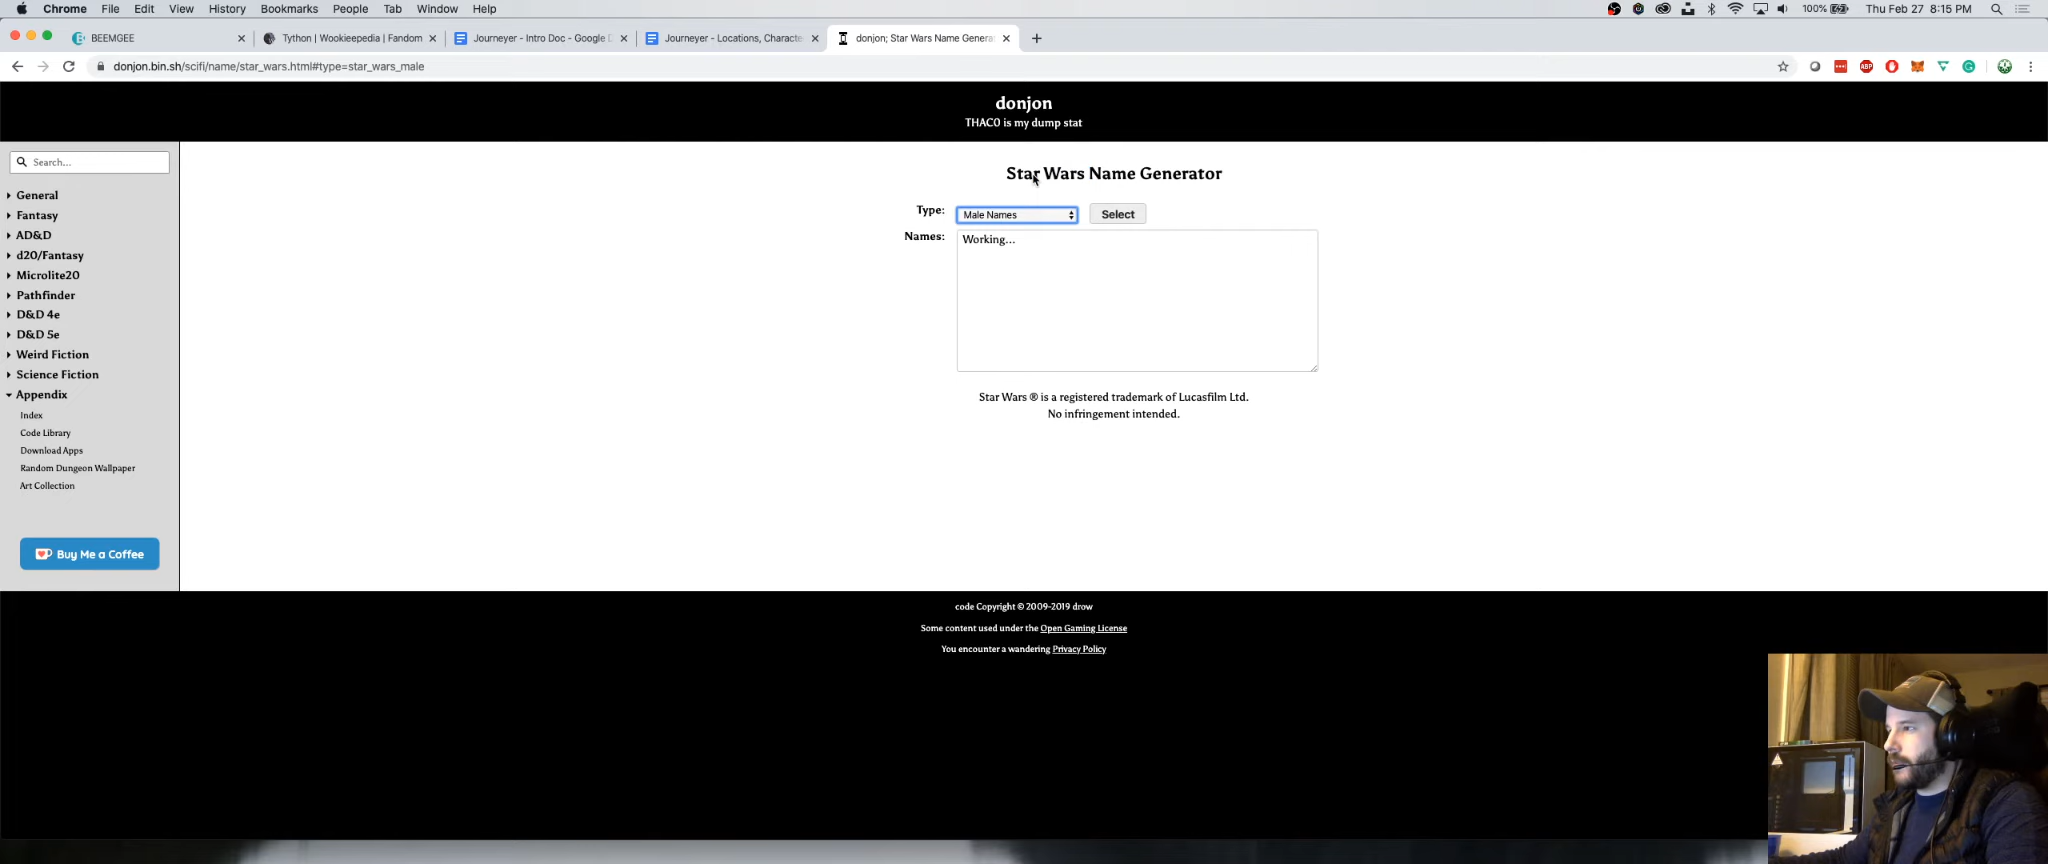 Chrome File Edit View History Bookmarks People Tab Window Help 100% Thu Feb 27 8:15 PM
BEEMGEE
Tython | Wookieepedia | Fandom
Journeyer - Intro Doc - Google D
Journeyer - Locations, Characte
donjon; Star Wars Name Genera
donjon.bin.sh/scifi/name/star_wars.html#type=star_wars_male
ABP
donjon
THAC0 is my dump stat
Search...
General
Fantasy
AD&D
d20/Fantasy
Microlite20
Pathfinder
D&D 4e
D&D 5e
Weird Fiction
Science Fiction
Appendix
Index
Code Library
Download Apps
Random Dungeon Wallpaper
Art Collection
Buy Me a Coffee
Star Wars Name Generator
Type: Male Names Select
Names: Working...
Star Wars ® is a registered trademark of Lucasfilm Ltd.
No infringement intended.
code Copyright © 2009-2019 drow
Some content used under the Open Gaming License
You encounter a wandering Privacy Policy